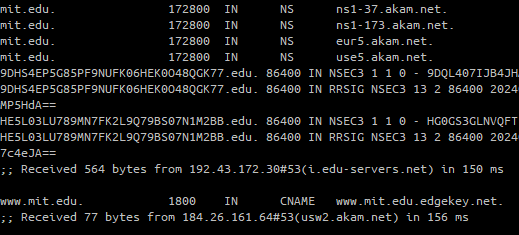 mit.edu. 172800 IN NS ns1-37.akam.net.
mit.edu. 172800 IN NS ns1-173.akam.net.
mit.edu. 172800 IN NS eur5.akam.net.
mit.edu. 172800 IN NS use5.akam.net.
9DHS4EP5G85PF9NUFK06HEK0O48QGK77.edu. 86400 IN NSEC3 1 1 0 - 9DQL407IJB4JH
9DHS4EP5G85PF9NUFK06HEK0O48QGK77.edu. 86400 IN RRSIG NSEC3 13 2 86400 2024
MP5HdA==
HE5L03LU789MN7FK2L9Q79BS07N1M2BB.edu. 86400 IN NSEC3 1 1 0 - HG0GS3GLNVQFT
HE5L03LU789MN7FK2L9Q79BS07N1M2BB.edu. 86400 IN RRSIG NSEC3 13 2 86400 2024
7c4eJA==
;; Received 564 bytes from 192.43.172.30#53(i.edu-servers.net) in 150 ms
www.mit.edu. 1800 IN CNAME www.mit.edu.edgekey.net.
;; Received 77 bytes from 184.26.161.64#53(usw2.akam.net) in 156 ms